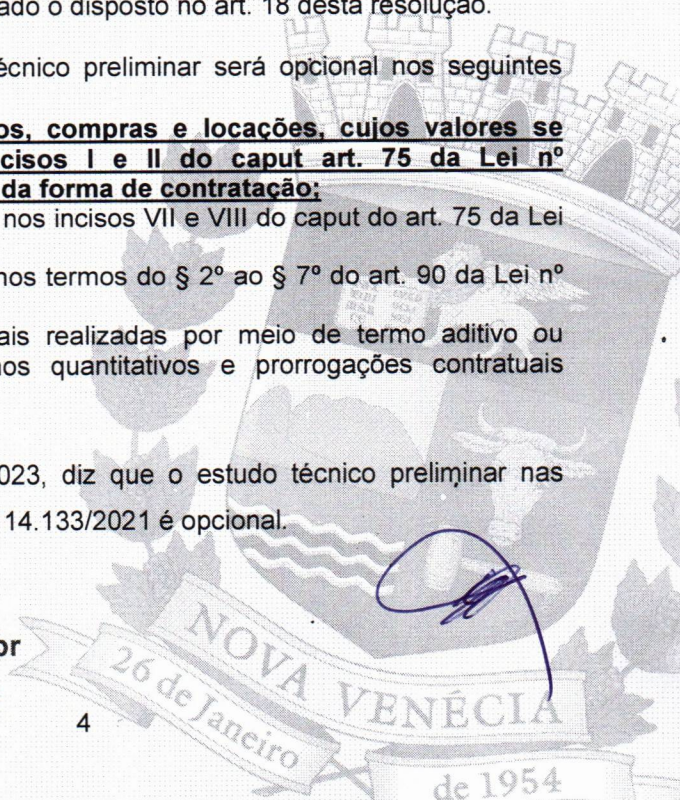 ado o disposto no art. 18 desta resolução.
écnico preliminar será opcional nos seguintes
os, compras e locações, cujos valores se
cisos I e II do caput art. 75 da Lei nº
da forma de contratação;
nos incisos VII e VIII do caput do art. 75 da Lei
nos termos do § 2º ao § 7º do art. 90 da Lei nº
ais realizadas por meio de termo aditivo ou
nos quantitativos e prorrogações contratuais
023, diz que o estudo técnico preliminar nas
14.133/2021 é opcional.
or
NOVA VENÉCIA
26 de Janeiro
4
de 1954